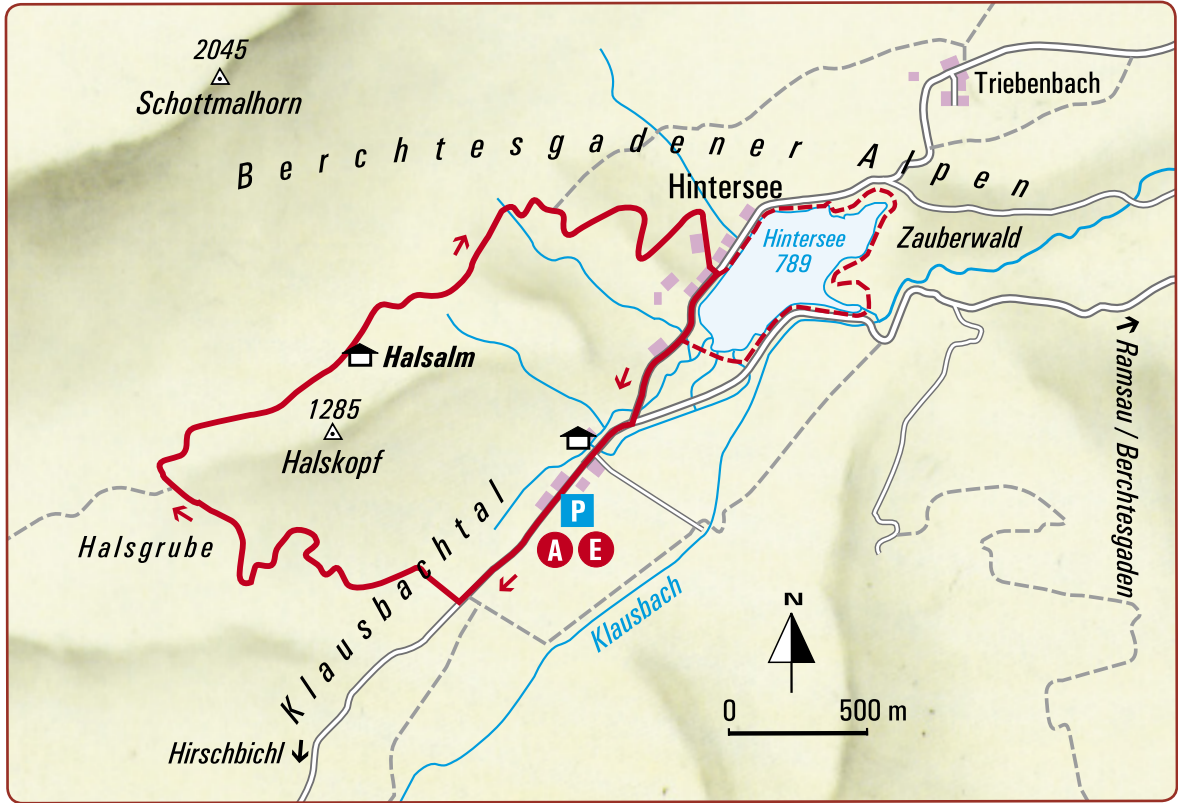 2045
Schottmalhorn
Triebenbach
Berchtesgadener Alpen
Hintersee
Hintersee
789
Zauberwald
Halsalm
1285
Halskopf
Ramsau / Berchtesgaden
P
A E
Halsgrube
Klausbachtal
Klausbach
N
0 500 m
Hirschbichl